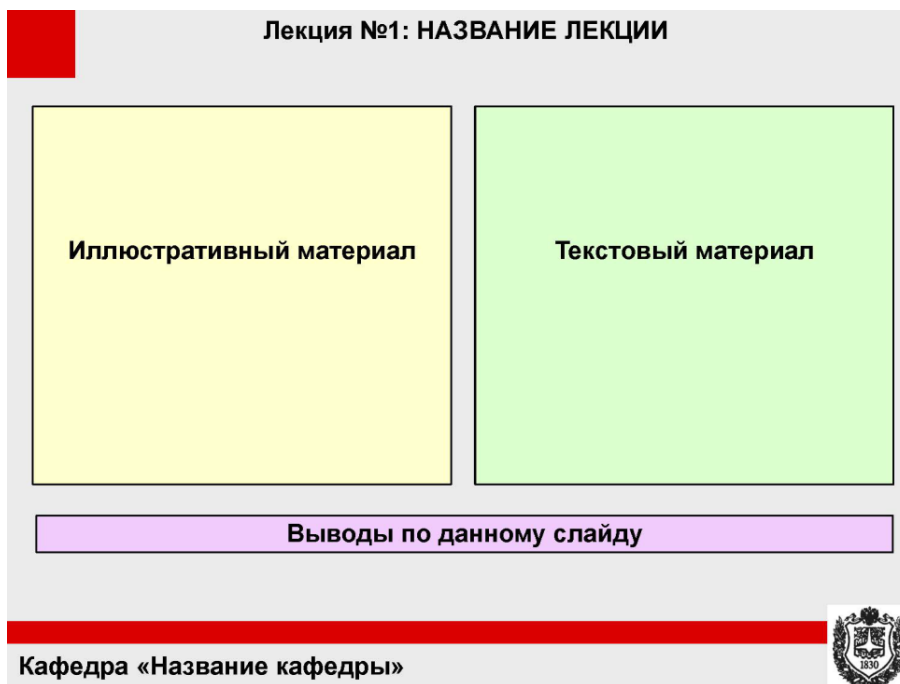 Лекция №1: НАЗВАНИЕ ЛЕКЦИИ
Иллюстративный материал
Текстовый материал
Выводы по данному слайду
Кафедра «Название кафедры»
1830